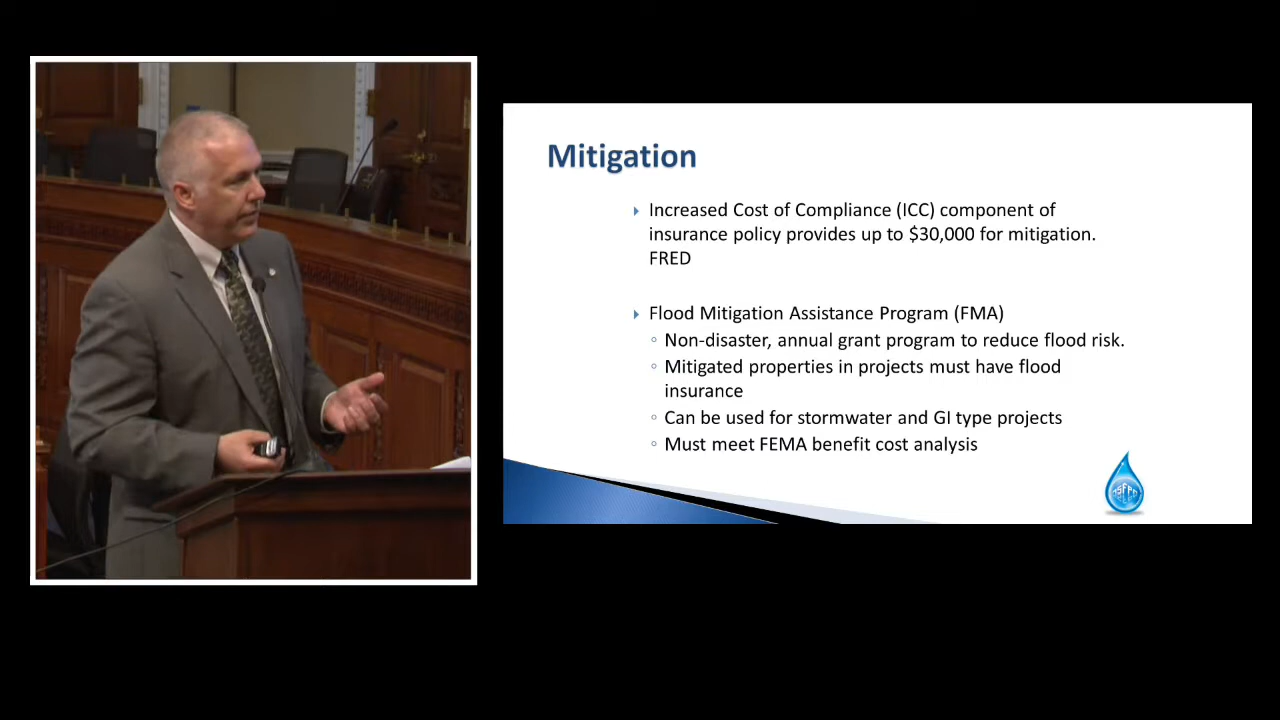 Mitigation
Increased Cost of Compliance (ICC) component of
insurance policy provides up to $30,000 for mitigation.
FRED
Flood Mitigation Assistance Program (FMA)
Non-disaster, annual grant program to reduce flood risk.
Mitigated properties in projects must have flood
insurance
Can be used for stormwater and GI type projects
Must meet FEMA benefit cost analysis